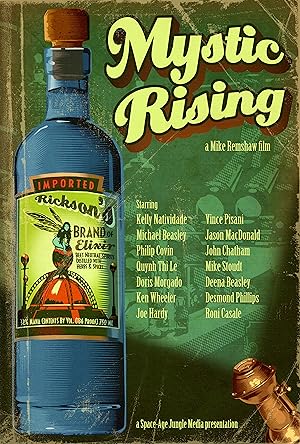 Mystic
Rising
a Mike Remshaw film
IMPORTED
Rickson's
BRAND
Elixir
Starring
Kelly Natividade
Michael Beasley
Philip Covin
Quynh Thi Le
Doris Morgado
Ken Wheeler
Joe Hardy
Vince Pisani
Jason MacDonald
John Chatham
Mike Stoudt
Deena Beasley
Desmond Phillips
Roni Casale
a Space-Age Jungle Media presentation